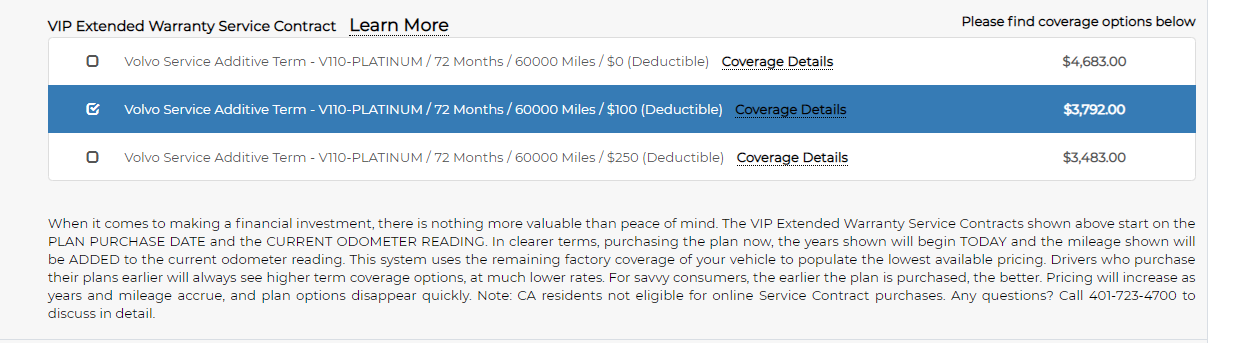 VIP Extended Warranty Service Contract Learn More Please find coverage options below
Volvo Service Additive Term - V110-PLATINUM / 72 Months / 60000 Miles / $0 (Deductible) Coverage Details $4,683.00
Volvo Service Additive Term - V110-PLATINUM / 72 Months / 60000 Miles / $100 (Deductible) Coverage Details $3,792.00
Volvo Service Additive Term - V110-PLATINUM / 72 Months / 60000 Miles / $250 (Deductible) Coverage Details $3,483.00
When it comes to making a financial investment, there is nothing more valuable than peace of mind. The VIP Extended Warranty Service Contracts shown above start on the
PLAN PURCHASE DATE and the CURRENT ODOMETER READING. In clearer terms, purchasing the plan now, the years shown will begin TODAY and the mileage shown will
be ADDED to the current odometer reading. This system uses the remaining factory coverage of your vehicle to populate the lowest available pricing. Drivers who purchase
their plans earlier will always see higher term coverage options, at much lower rates. For savvy consumers, the earlier the plan is purchased, the better. Pricing will increase as
years and mileage accrue, and plan options disappear quickly. Note: CA residents not eligible for online Service Contract purchases. Any questions? Call 401-723-4700 to
discuss in detail.